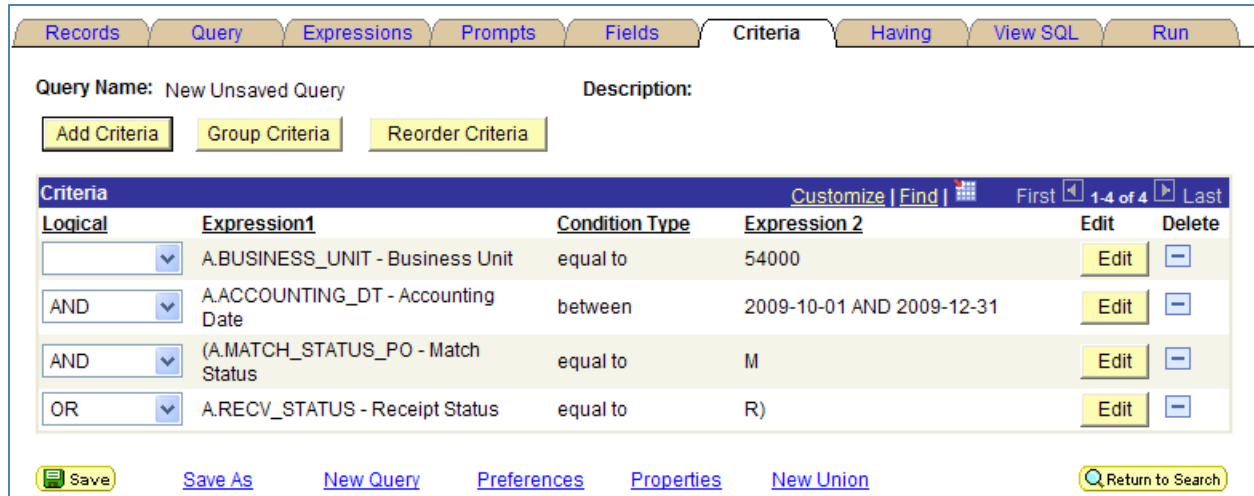 Records Query Expressions Prompts Fields Criteria Having View SQL Run
Query Name: New Unsaved Query Description:
Add Criteria Group Criteria Reorder Criteria
Criteria Customize | Find | First 1-4 of 4 Last
Logical Expression1 Condition Type Expression 2 Edit Delete
A.BUSINESS_UNIT - Business Unit equal to 54000 Edit
AND A.ACCOUNTING_DT - Accounting Date between 2009-10-01 AND 2009-12-31 Edit
AND (A.MATCH_STATUS_PO - Match Status equal to M Edit
OR A.RECV_STATUS - Receipt Status equal to R) Edit
Save Save As New Query Preferences Properties New Union Return to Search